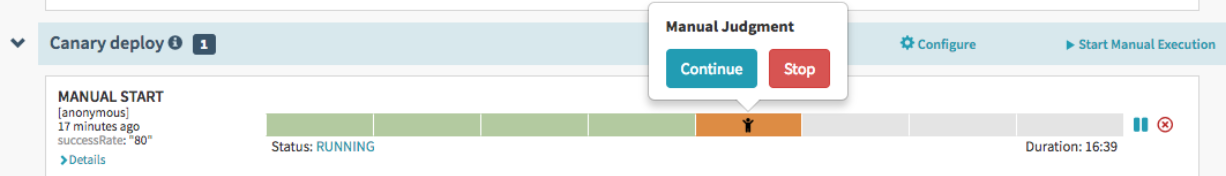 Manual Judgment
Continue Stop
Canary deploy 1 Configure Start Manual Execution
MANUAL START
[anonymous]
17 minutes ago
successRate: "80"
Details
Status: RUNNING Duration: 16:39